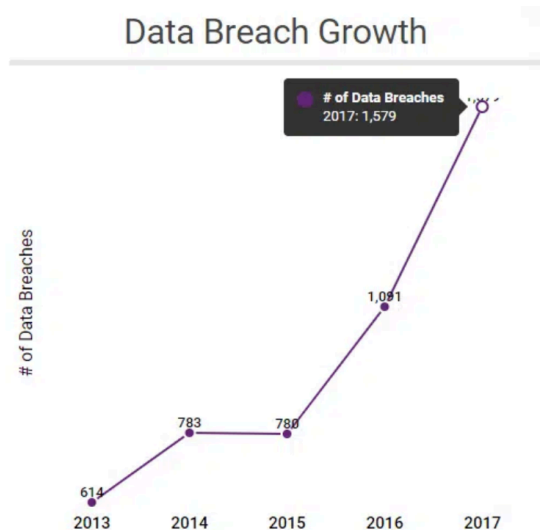 Data Breach Growth
# of Data Breaches
2017: 1,579
# of Data Breaches
1,091
783
780
614
2013 2014 2015 2016 2017